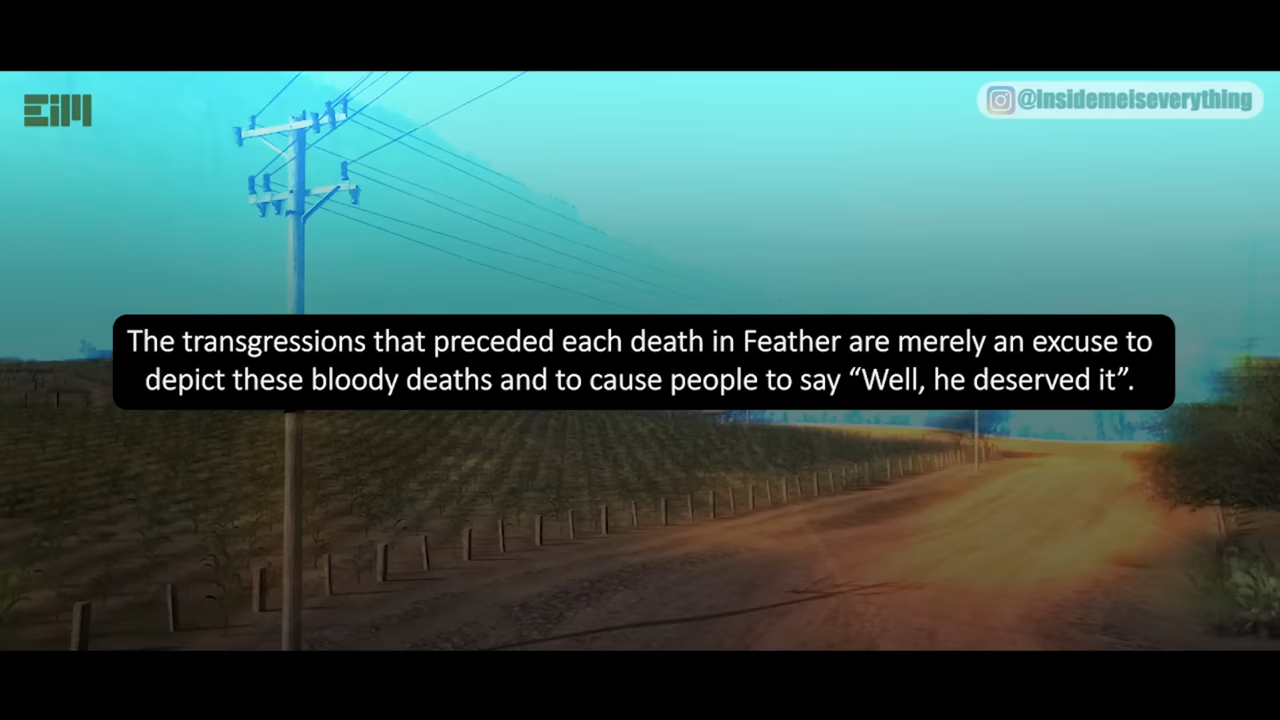 EiM
@Insidemeiseverything
The transgressions that preceded each death in Feather are merely an excuse to
depict these bloody deaths and to cause people to say “Well, he deserved it”.